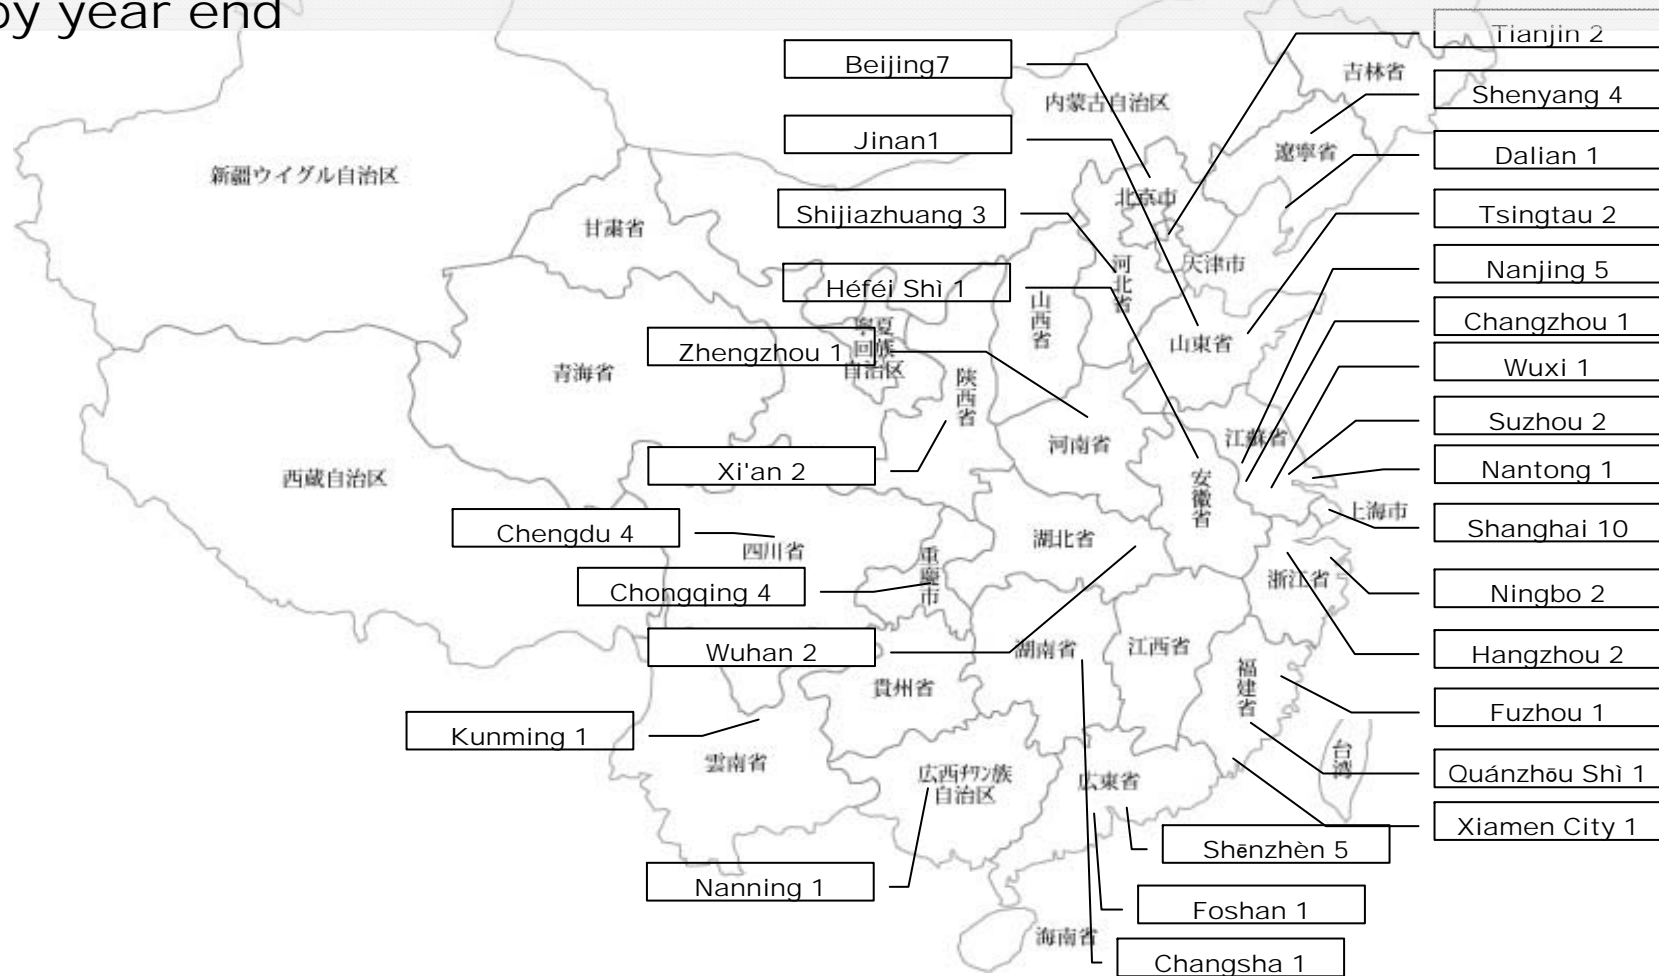 by year end
Tianjin 2
Beijing7
吉林省
Shenyang 4
内蒙古自治区
Jinan1
遼寧省
Dalian 1
新疆ウイグル自治区
北京市
Shijiazhuang 3
Tsingtau 2
甘粛省
河北省
天津市
Nanjing 5
Héféi Shì 1
山西省
Changzhou 1
寧夏
回族
自治区
Zhengzhou 1
山東省
Wuxi 1
青海省
陕西省
Suzhou 2
河南省
江蘇省
Xi'an 2
Nantong 1
西蔵自治区
安徽省
上海市
Chengdu 4
Shanghai 10
四川省
湖北省
重慶市
浙江省
Chongqing 4
Ningbo 2
Wuhan 2
湖南省
江西省
Hangzhou 2
貴州省
福建省
Fuzhou 1
Kunming 1
雲南省
広西チワン族
自治区
広東省
台湾
Quánzhōu Shì 1
Xiamen City 1
Shēnzhèn 5
Nanning 1
Foshan 1
海南省
Changsha 1